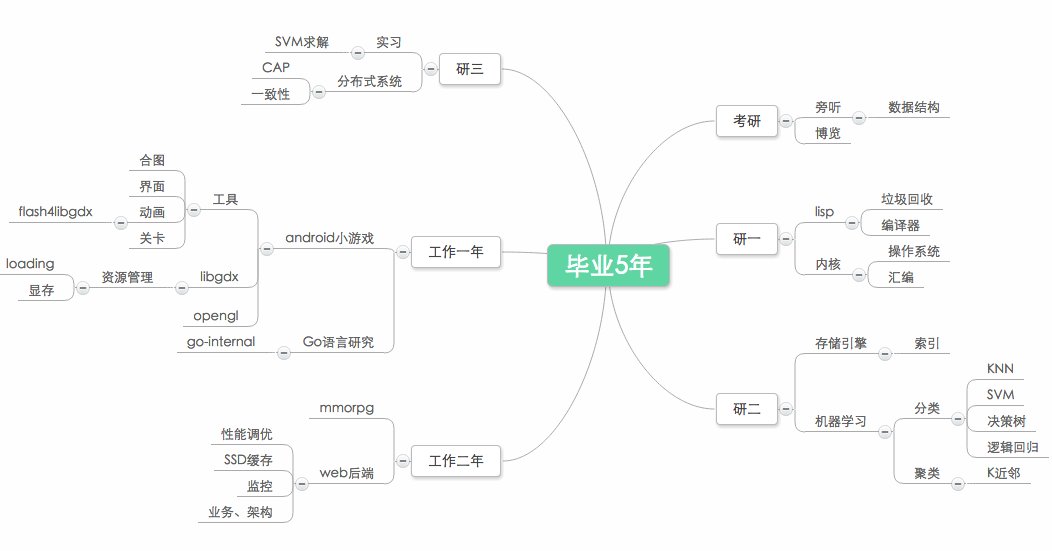 毕业5年
考研
旁听
数据结构
博览
研一
lisp
垃圾回收
编译器
内核
操作系统
汇编
研二
存储引擎
索引
机器学习
分类
KNN
SVM
决策树
逻辑回归
聚类
K近邻
研三
实习
SVM求解
分布式系统
CAP
一致性
工作一年
android小游戏
工具
合图
界面
动画
flash4libgdx
关卡
libgdx
资源管理
loading
显存
opengl
Go语言研究
go-internal
工作二年
mmorpg
web后端
性能调优
SSD缓存
监控
业务、架构